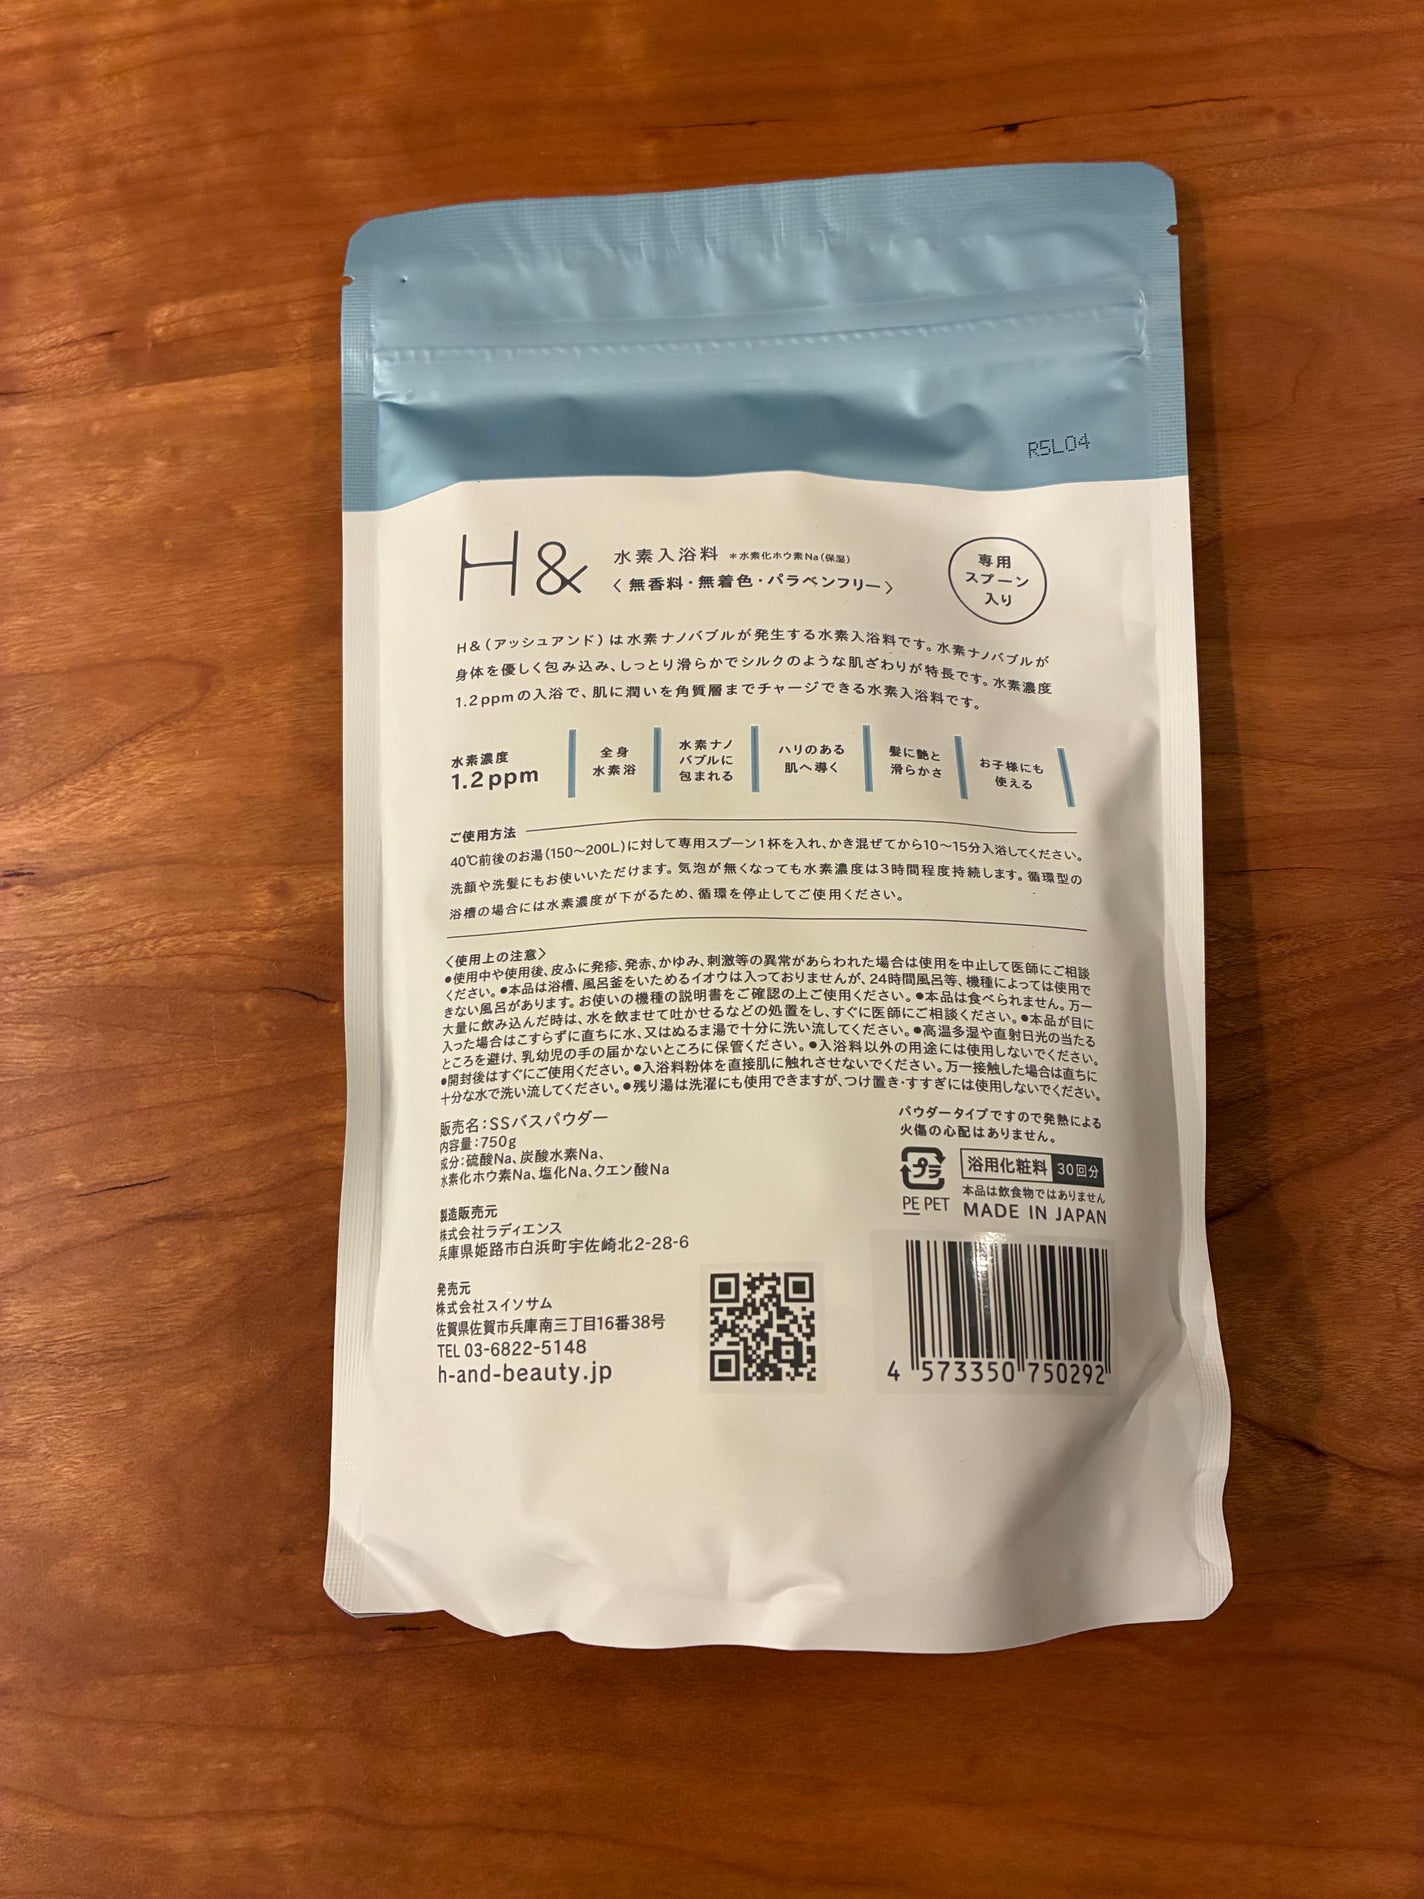 R5L04
H& 水素入浴料 *水素化ホウ素Na(保湿)
〈 無香料・無着色・パラベンフリー〉
専用
スプーン
入り
H&(アッシュアンド)は水素ナノバブルが発生する水素入浴料です。水素ナノバブルが
身体を優しく包み込み、しっとり滑らかでシルクのような肌ざわりが特長です。水素濃度
1.2ppmの入浴で、肌に潤いを角質層までチャージできる水素入浴料です。
水素濃度
1.2ppm
全身
水素浴
水素ナノ
バブルに
包まれる
ハリのある
肌へ導く
髪に艶と
滑らかさ
お子様にも
使える
ご使用方法
40℃前後のお湯(150〜200L)に対して専用スプーン1杯を入れ、かき混ぜてから10〜15分入浴してください。
洗顔や洗髪にもお使いいただけます。気泡が無くなっても水素濃度は3時間程度持続します。循環型の
浴槽の場合には水素濃度が下がるため、循環を停止してご使用ください。
〈使用上の注意〉
●使用中や使用後、皮ふに発疹、発赤、かゆみ、刺激等の異常があらわれた場合は使用を中止して医師にご相談
ください。●本品は浴槽、風呂釜をいためるイオウは入っておりませんが、24時間風呂等、機種によっては使用で
きない風呂があります。お使いの機種の説明書をご確認の上ご使用ください。●本品は食べられません。万一
大量に飲み込んだ時は、水を飲ませて吐かせるなどの処置をし、すぐに医師にご相談ください。●本品が目に
入った場合はこすらずに直ちに水、又はぬるま湯で十分に洗い流してください。●高温多湿や直射日光の当たる
ところを避け、乳幼児の手の届かないところに保管ください。●入浴料以外の用途には使用しないでください。
●開封後はすぐにご使用ください。●入浴料粉体を直接肌に触れさせないでください。万一接触した場合は直ちに
十分な水で洗い流してください。●残り湯は洗濯にも使用できますが、つけ置き・すすぎには使用しないでください。
販売名:SSバスパウダー
内容量:750g
成分:硫酸Na、炭酸水素Na、
水素化ホウ素Na、塩化Na、クエン酸Na
製造販売元
株式会社ラディエンス
兵庫県姫路市白浜町宇佐崎北2-28-6
発売元
株式会社スイソサム
佐賀県佐賀市兵庫南三丁目16番38号
TEL 03-6822-5148
h-and-beauty.jp
パウダータイプですので発熱による
火傷の心配はありません。
プラ
PE PET
浴用化粧料 30回分
本品は飲食物ではありません
MADE IN JAPAN
4 573350 750292